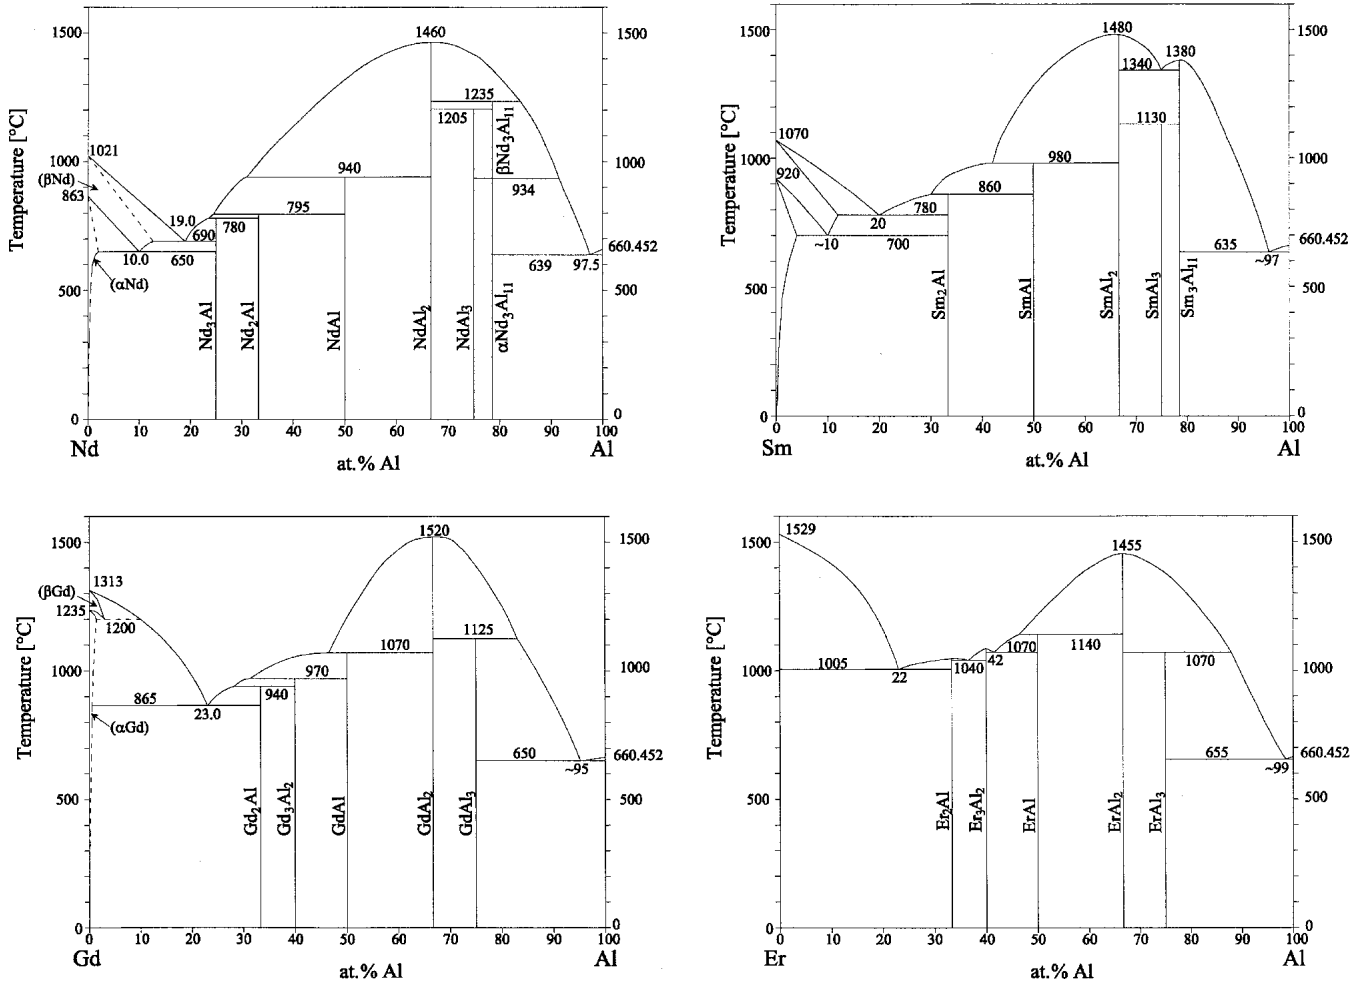 1500
1460
1500
1235
1205
βNd3Al11
1000
1021
(βNd)
863
940
934
1000
19.0
795
690
780
10.0
650
(αNd)
660.452
639
97.5
500
500
Nd3Al
Nd2Al
NdAl
NdAl2
NdAl3
αNd3Al11
0
0
0 10 20 30 40 50 60 70 80 90 100
Nd
Al
at.% Al
Temperature [°C]
1500
1480
1380
1340
1500
1130
1070
1000
920
980
1000
860
780
20
~10
700
660.452
635
~97
500
500
Sm2Al
SmAl
SmAl2
SmAl3
Sm3Al11
0
0
0 10 20 30 40 50 60 70 80 90 100
Sm
Al
at.% Al
Temperature [°C]
1500
1520
1500
1313
(βGd)
1235
1200
1125
1070
1000
970
940
1000
865
23.0
(αGd)
660.452
650
~95
500
500
Gd2Al
Gd3Al2
GdAl
GdAl2
GdAl3
0
0
0 10 20 30 40 50 60 70 80 90 100
Gd
Al
at.% Al
Temperature [°C]
1529
1500
1455
1500
1005
1000
22
1040
42
1070
1140
1070
1000
660.452
655
~99
500
500
Er2Al
Er3Al2
ErAl
ErAl2
ErAl3
0
0
0 10 20 30 40 50 60 70 80 90 100
Er
Al
at.% Al
Temperature [°C]